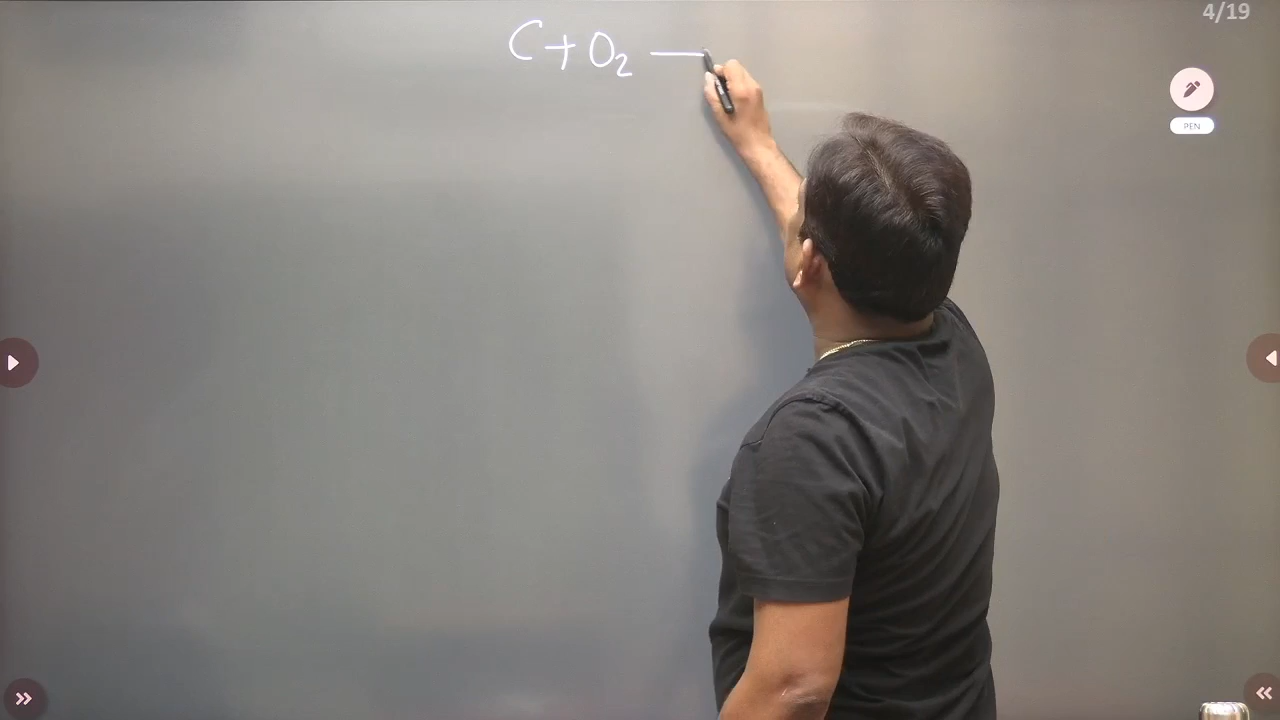 4/19
C + O₂ —
PEN